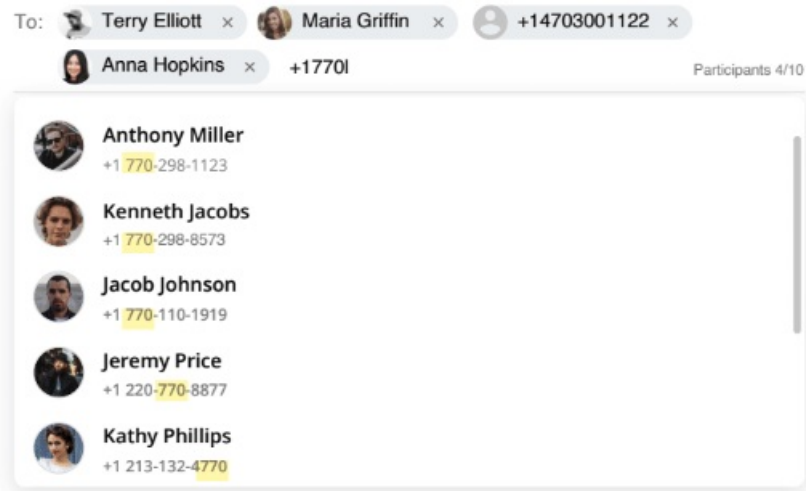 To: Terry Elliott × Maria Griffin × +14703001122 ×
Anna Hopkins × +1770 Participants 4/10
Anthony Miller
+1 770-298-1123
Kenneth Jacobs
+1 770-298-8573
Jacob Johnson
+1 770-110-1919
Jeremy Price
+1 220-770-8877
Kathy Phillips
+1 213-132-4770